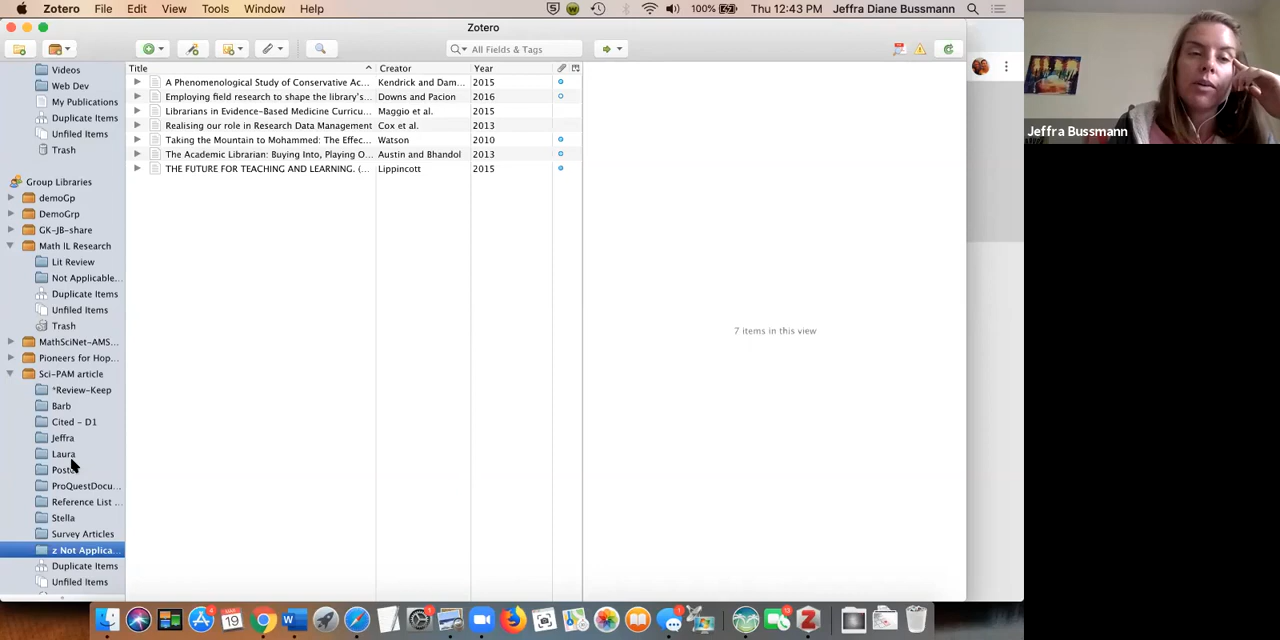 Zotero File Edit View Tools Window Help 100% Thu 12:43 PM Jeffra Diane Bussmann
Zotero
All Fields & Tags
Title Creator Year
A Phenomenological Study of Conservative Ac... Kendrick and Dam... 2015
Employing field research to shape the library's... Downs and Pacion 2016
Librarians in Evidence-Based Medicine Curricu... Maggio et al. 2015
Realising our role in Research Data Management Cox et al. 2013
Taking the Mountain to Mohammed: The Effec... Watson 2010
The Academic Librarian: Buying Into, Playing O... Austin and Bhandol 2013
THE FUTURE FOR TEACHING AND LEARNING. (... Lippincott 2015
Videos
Web Dev
My Publications
Duplicate Items
Unfiled Items
Trash
Group Libraries
demoGp
DemoGrp
GK-JB-share
Math IL Research
Lit Review
Not Applicable...
Duplicate Items
Unfiled Items
Trash
MathSciNet-AMS...
Pioneers for Hop...
Sci-PAM article
*Review-Keep
Barb
Cited - D1
Jeffra
Laura
ProQuestDocu...
Reference List ...
Stella
Survey Articles
z Not Applica...
Duplicate Items
Unfiled Items
7 items in this view
Jeffra Bussmann
MAR
19